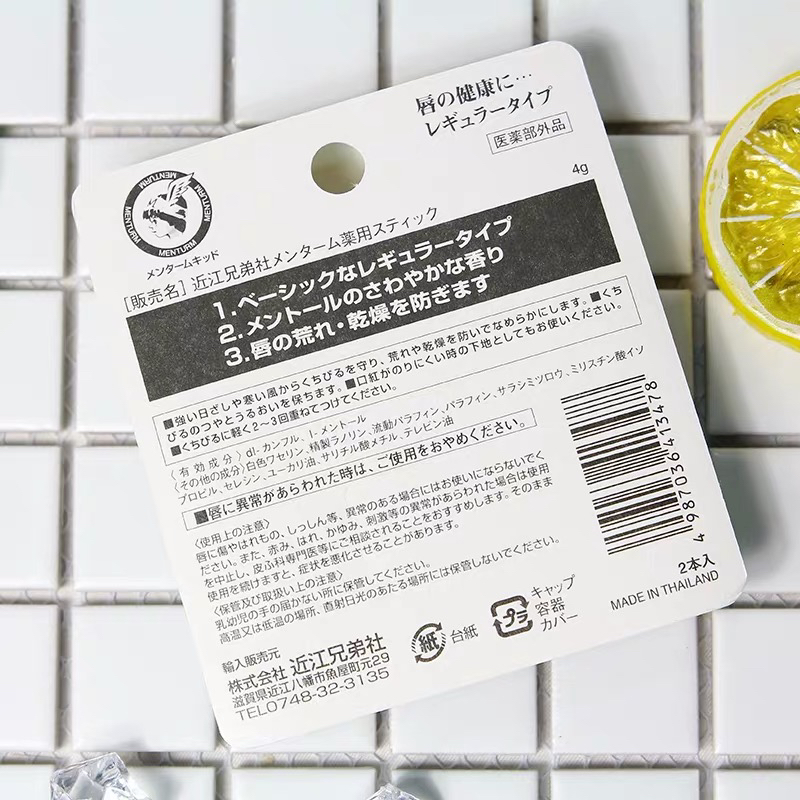 唇の健康に…
レギュラータイプ
医薬部外品
4g
MENTURM MENTURM MENTURM MENTURM
メンタームキッド
[販売名] 近江兄弟社メンターム薬用スティック
1.ベーシックなレギュラータイプ
2.メントールのさわやかな香り
3.唇の荒れ・乾燥を防ぎます
■強い日ざしや寒い風からくちびるを守り、荒れや乾燥を防いでなめらかにします。■くち
びるのつやとうるおいを保ちます。■口紅がのりにくい時の下地としてもお使いください。
■くちびるに軽く2~3回重ねてつけてください。
〈有効成分〉dl-カンフル、l-メントール
〈その他の成分〉白色ワセリン、精製ラノリン、流動パラフィン、パラフィン、サラシミツロウ、ミリスチン酸イソ
プロピル、セレシン、ユーカリ油、サリチル酸メチル、テレビン油
■唇に異常があらわれた時は、ご使用をおやめください。
〈使用上の注意〉
唇に傷やはれもの、しっしん等、異常のある場合にはお使いにならないでく
ださい。また、赤み、はれ、かゆみ、刺激等の異常があらわれた場合は使用
を中止し、皮ふ科専門医等にご相談されることをおすすめします。そのまま
使用を続けますと、症状を悪化させることがあります。
〈保管及び取扱い上の注意〉
乳幼児の手の届かない所に保管してください。
高温又は低温の場所、直射日光のあたる場所には保管しないでください。
4987036413478
2本入
MADE IN THAILAND
輸入販売元
株式会社 近江兄弟社
滋賀県近江八幡市魚屋町元29
TEL0748-32-3135
紙 台紙
プラ キャップ
容器
カバー